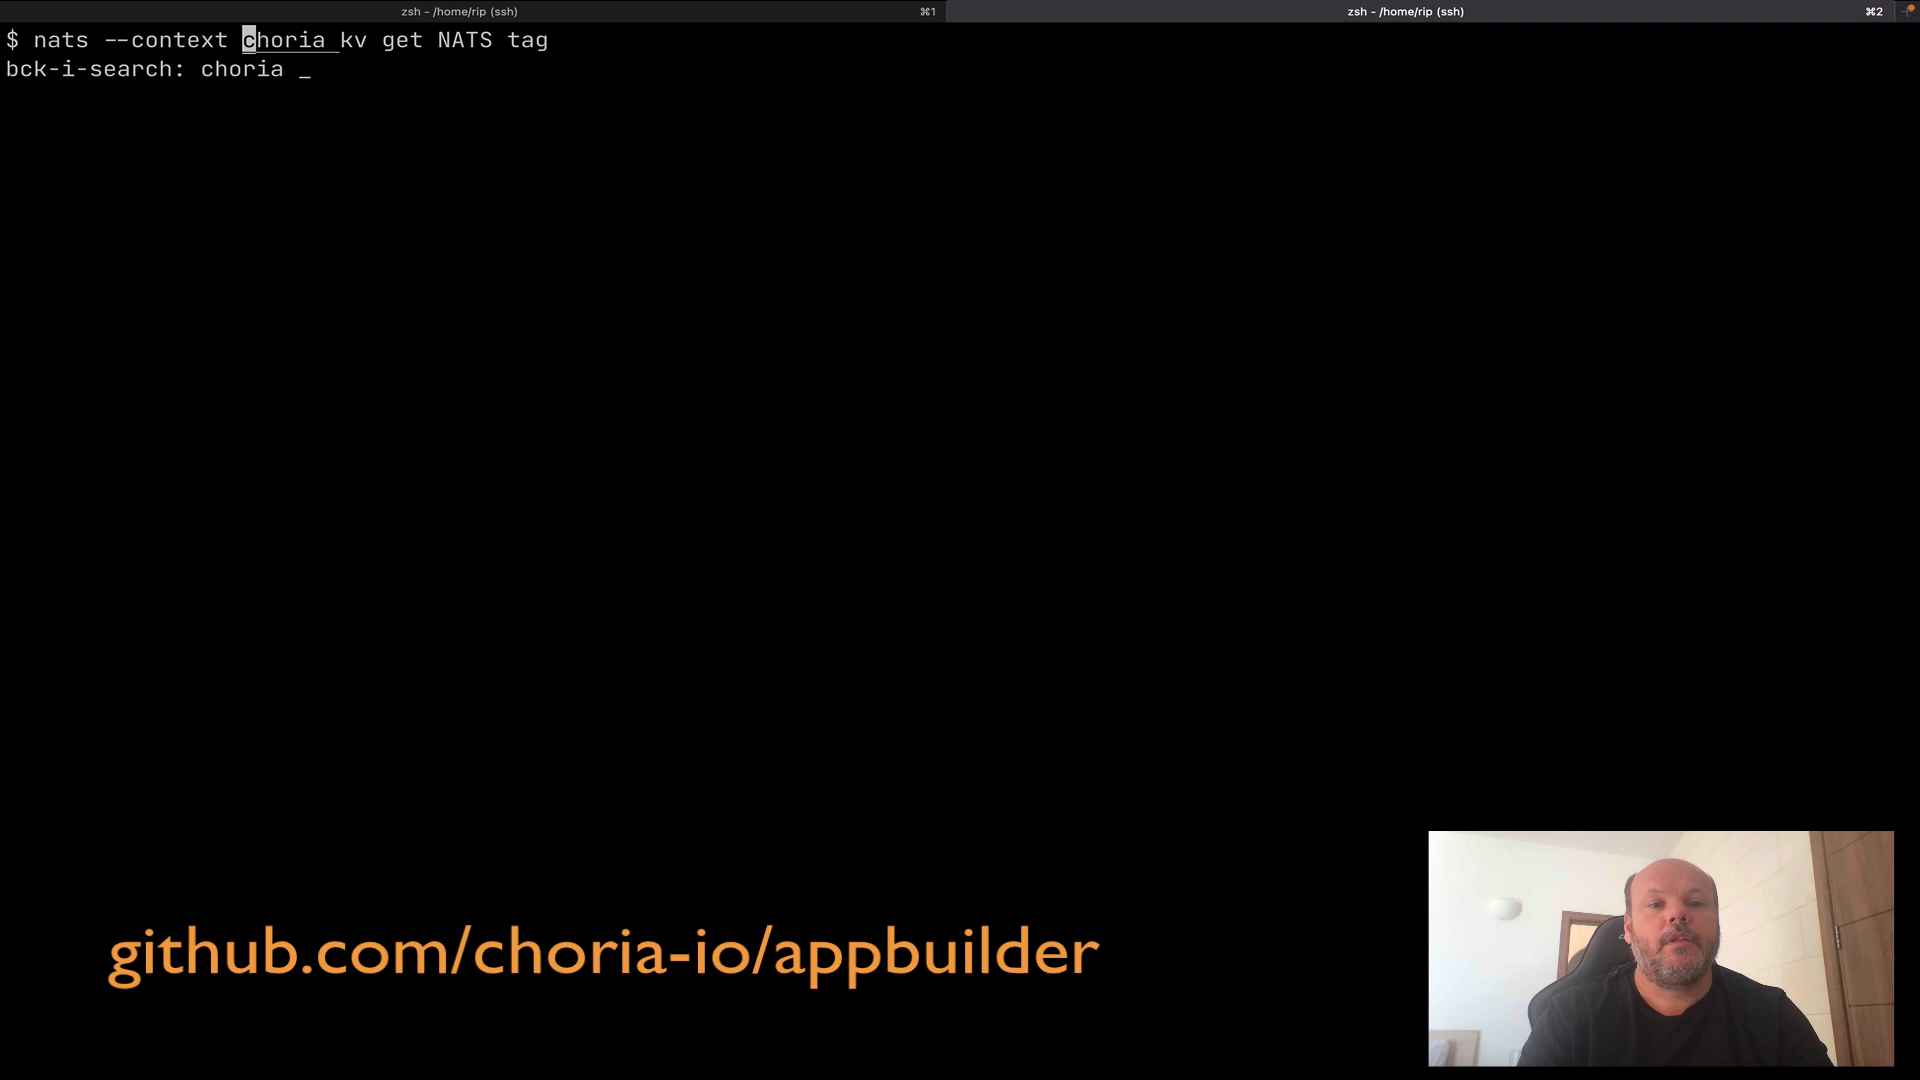 zsh - /home/rip (ssh) ⌘1 zsh - /home/rip (ssh) ⌘2
$ nats --context choria kv get NATS tag
bck-i-search: choria _
github.com/choria-io/appbuilder